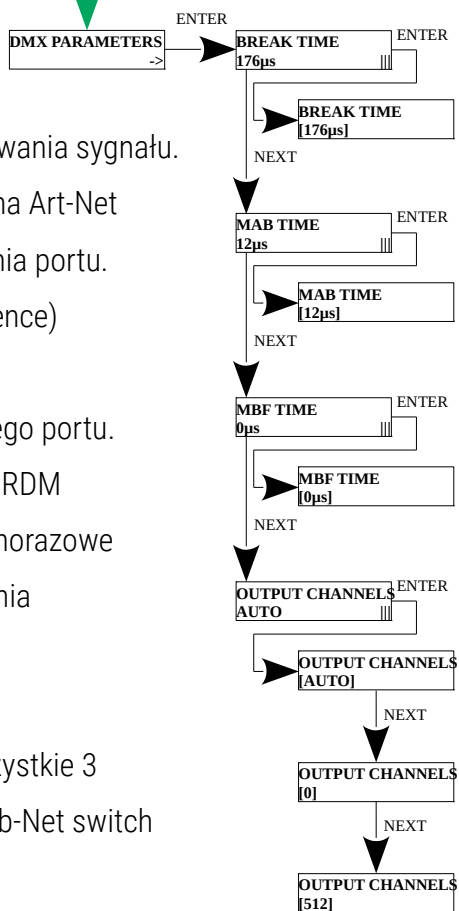 ENTER
DMX PARAMETERS
->
BREAK TIME
176µs
|||
ENTER
BREAK TIME
[176µs]
NEXT
wania sygnału.
na Art-Net
nia portu.
ence)
MAB TIME
12µs
|||
ENTER
MAB TIME
[12µs]
NEXT
ego portu.
RDM
norazowe
nia
MBF TIME
0µs
|||
ENTER
MBF TIME
[0µs]
NEXT
OUTPUT CHANNELS
AUTO
|||
ENTER
OUTPUT CHANNELS
[AUTO]
NEXT
zystkie 3
b-Net switch
OUTPUT CHANNELS
[0]
NEXT
OUTPUT CHANNELS
[512]